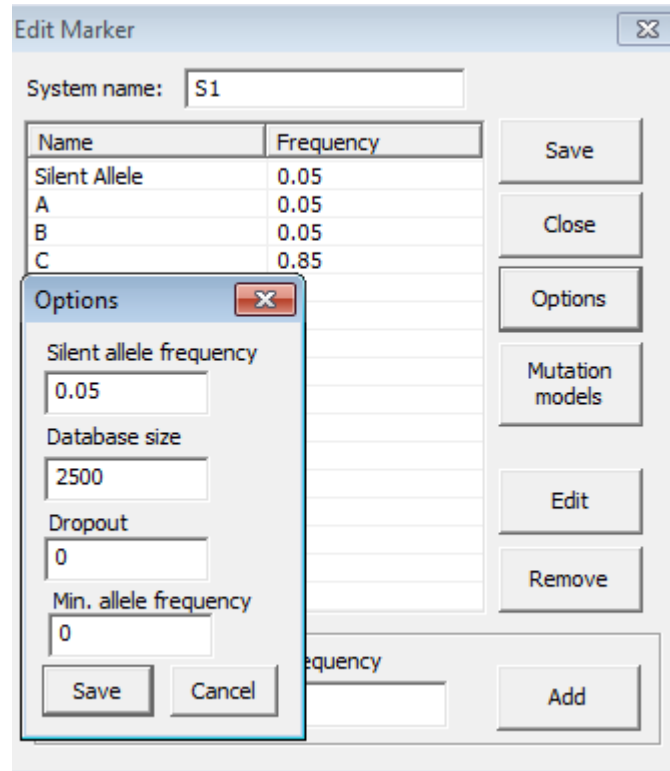 Edit Marker
System name: S1
Name Frequency
Silent Allele 0.05
A 0.05
B 0.05
C 0.85
Save
Close
Options
Mutation
models
Edit
Remove
Options
Silent allele frequency
0.05
Database size
2500
Dropout
0
Min. allele frequency
0
Save Cancel
equency
Add